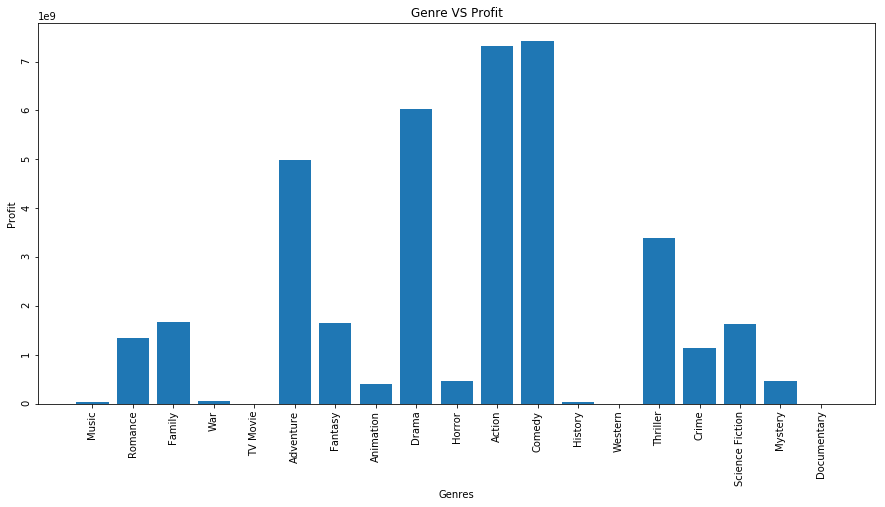 Genre VS Profit
1e9
7
6
5
4
3
2
1
0
Profit
Music
Romance
Family
War
TV Movie
Adventure
Fantasy
Animation
Drama
Horror
Action
Comedy
History
Western
Thriller
Crime
Science Fiction
Mystery
Documentary
Genres